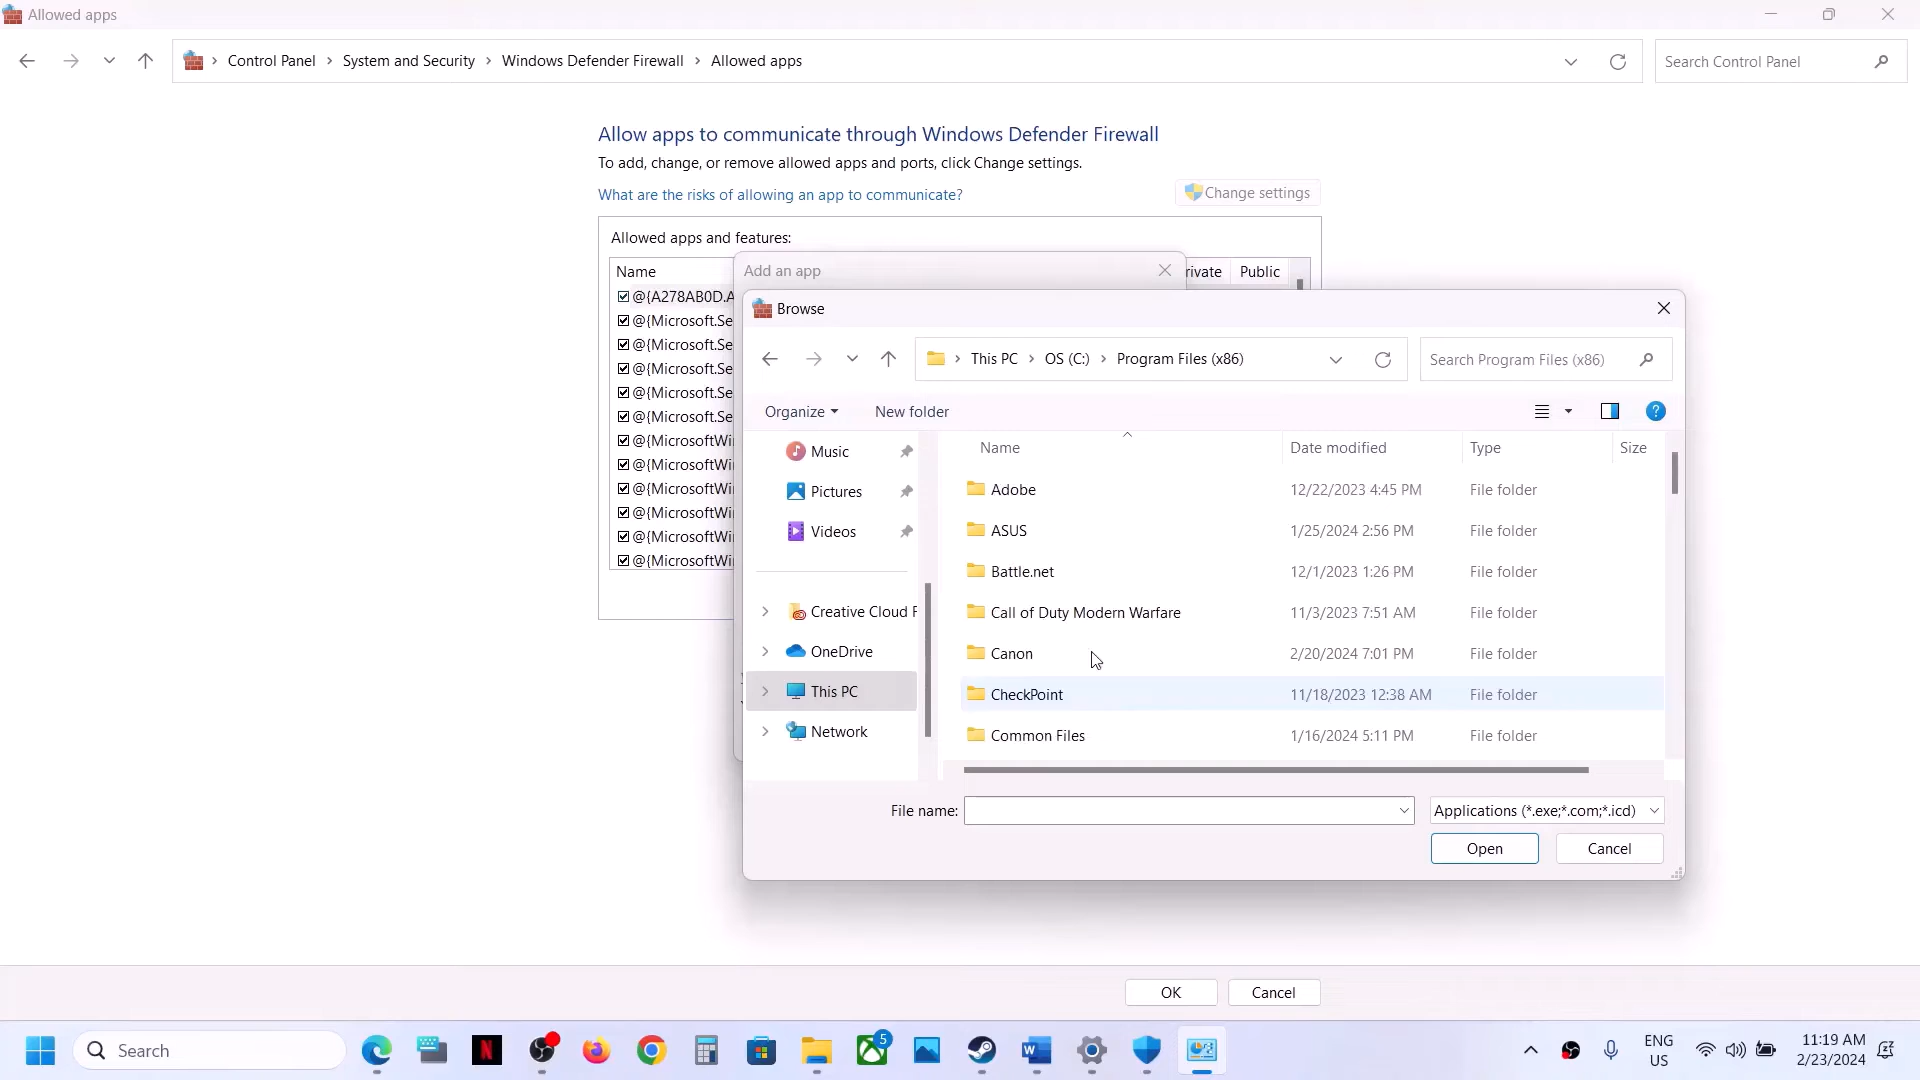 Allowed apps
Control Panel > System and Security > Windows Defender Firewall > Allowed apps
Search Control Panel
Allow apps to communicate through Windows Defender Firewall
To add, change, or remove allowed apps and ports, click Change settings.
What are the risks of allowing an app to communicate?
Change settings
Allowed apps and features:
Name
rivate
Public
@{A278AB0D.A
@{Microsoft.Se
@{Microsoft.Se
@{Microsoft.Se
@{Microsoft.Se
@{Microsoft.Se
@{MicrosoftWi
@{MicrosoftWi
@{MicrosoftWi
@{MicrosoftWi
@{MicrosoftWi
@{MicrosoftWi
Add an app
Browse
This PC > OS (C:) > Program Files (x86)
Search Program Files (x86)
Organize
New folder
Music
Pictures
Videos
Creative Cloud F
OneDrive
This PC
Network
Name Date modified Type Size
Adobe 12/22/2023 4:45 PM File folder
ASUS 1/25/2024 2:56 PM File folder
Battle.net 12/1/2023 1:26 PM File folder
Call of Duty Modern Warfare 11/3/2023 7:51 AM File folder
Canon 2/20/2024 7:01 PM File folder
CheckPoint 11/18/2023 12:38 AM File folder
Common Files 1/16/2024 5:11 PM File folder
File name:
Applications (*.exe;*.com;*.icd)
Open
Cancel
OK
Cancel
Search
5
ENG
US
11:19 AM
2/23/2024